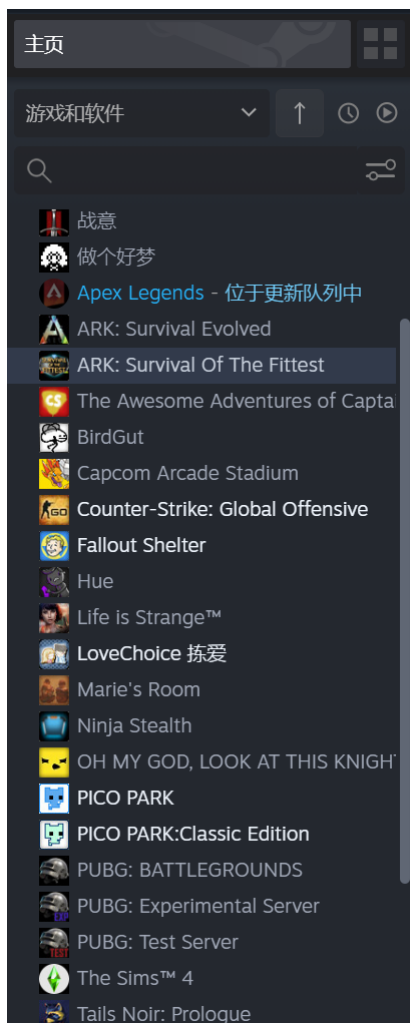 主页
游戏和软件
战意
做个好梦
Apex Legends - 位于更新队列中
ARK: Survival Evolved
ARK: Survival Of The Fittest
The Awesome Adventures of Captai
BirdGut
Capcom Arcade Stadium
Counter-Strike: Global Offensive
Fallout Shelter
Hue
Life is Strange™
LoveChoice 拣爱
Marie's Room
Ninja Stealth
OH MY GOD, LOOK AT THIS KNIGHT
PICO PARK
PICO PARK:Classic Edition
PUBG: BATTLEGROUNDS
PUBG: Experimental Server
PUBG: Test Server
The Sims™ 4
Tails Noir: Prologue